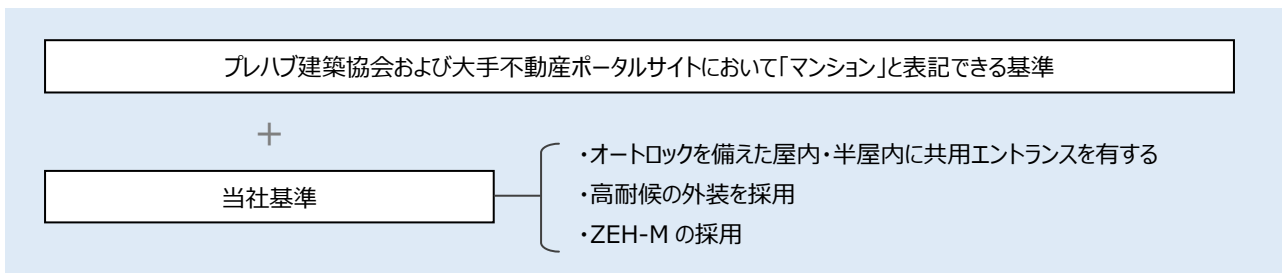 プレハブ建築協会および大手不動産ポータルサイトにおいて「マンション」と表記できる基準
+
・オートロックを備えた屋内・半屋内に共用エントランスを有する
当社基準
・高耐候の外装を採用
・ZEH-M の採用